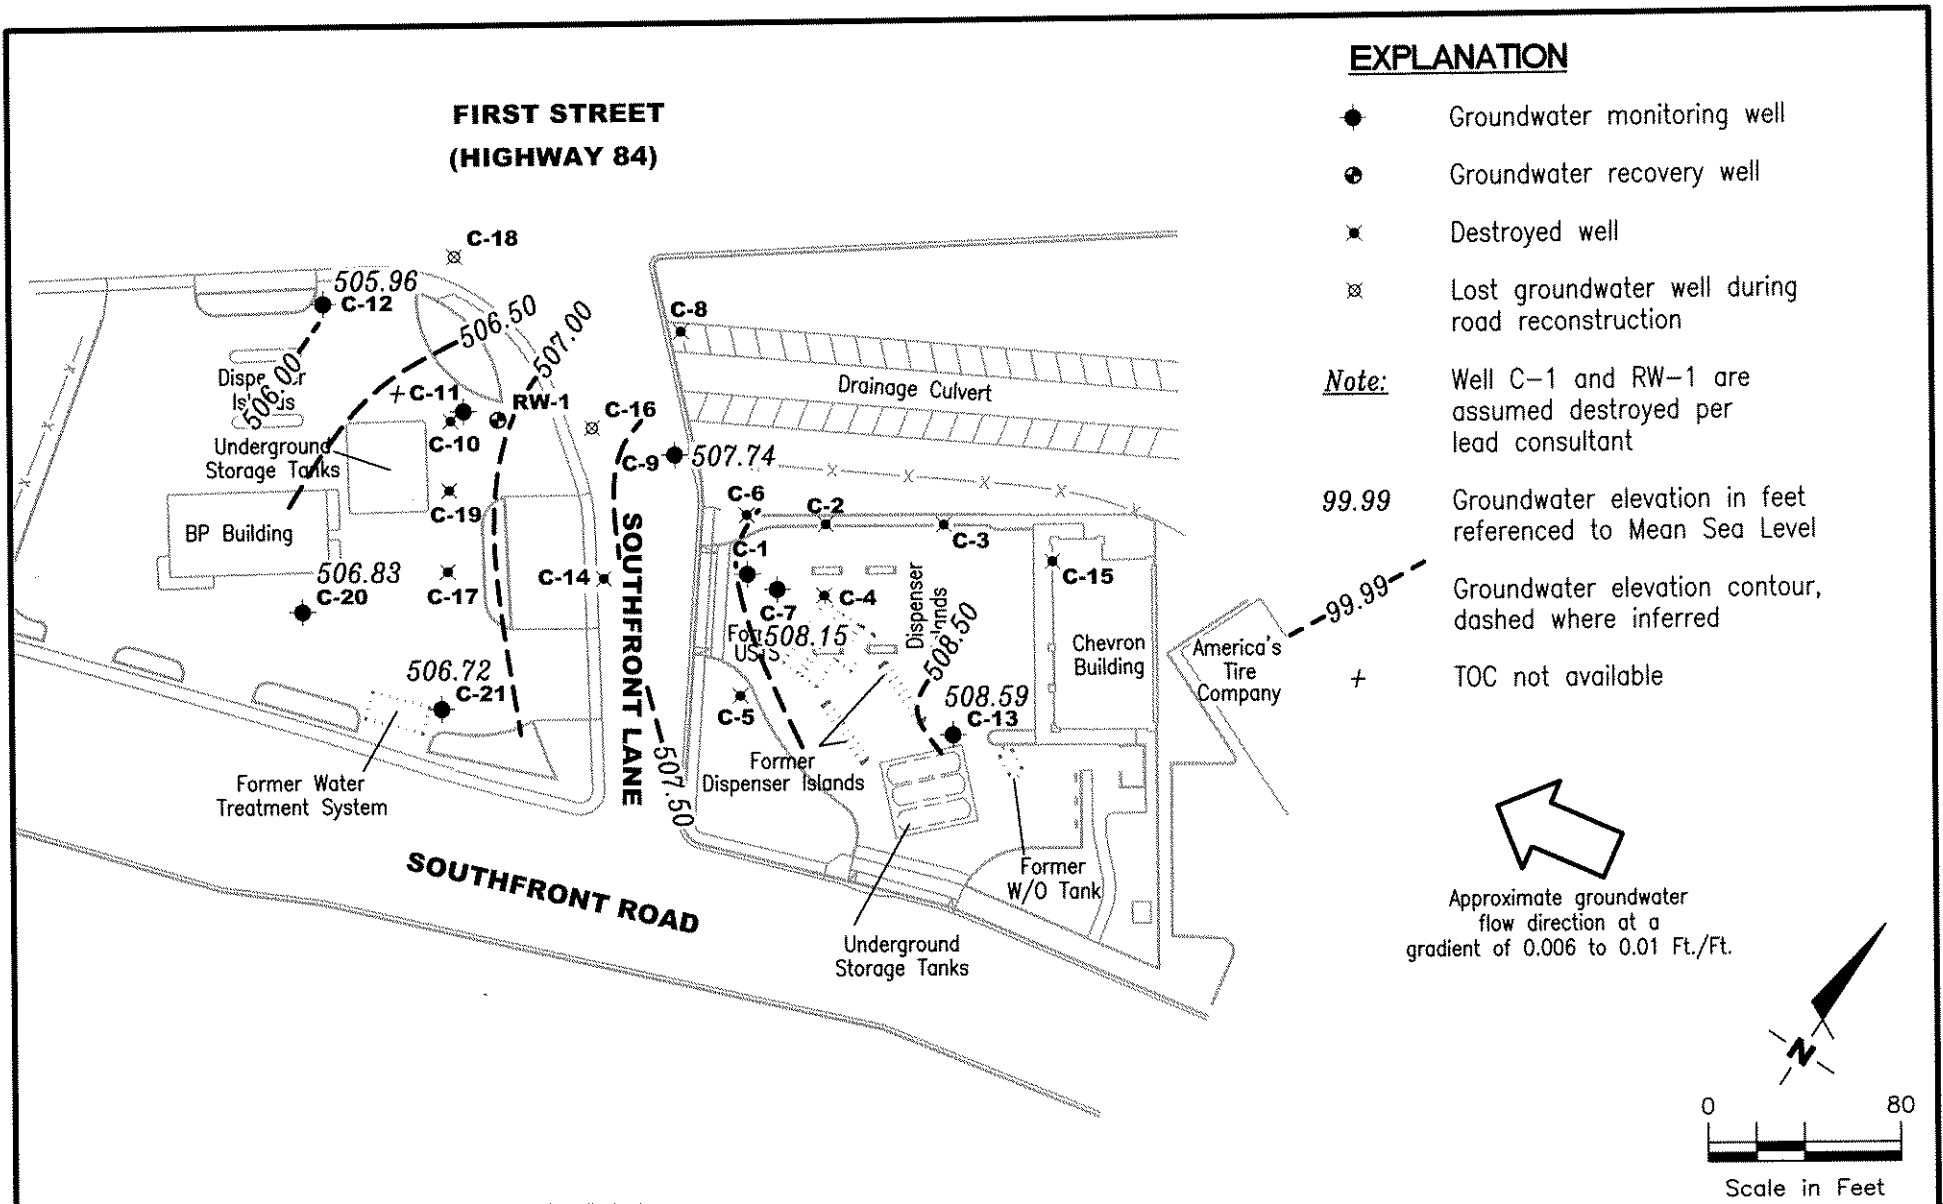 EXPLANATION
Groundwater monitoring well
Groundwater recovery well
Destroyed well
Lost groundwater well during
road reconstruction
Note:
Well C-1 and RW-1 are
assumed destroyed per
lead consultant
99.99
Groundwater elevation in feet
referenced to Mean Sea Level
99.99
Groundwater elevation contour,
dashed where inferred
+
TOC not available
FIRST STREET
(HIGHWAY 84)
C-18
505.96
C-12
506.50
507.00
C-8
506.00
+C-11
RW-1
C-16
Drainage Culvert
Underground
Storage Tanks
C-10
C-9
507.74
C-19
C-6
C-2
C-3
BP Building
C-1
506.83
C-20
C-17
C-14
SOUTHFRONT LANE
C-7
C-4
C-15
Dispenser
508.15
508.50
Chevron
Building
America's
Tire
Company
506.72
C-21
C-5
508.59
C-13
507.50
Former
Dispenser Islands
Former Water
Treatment System
SOUTHFRONT ROAD
Former
W/O Tank
Underground
Storage Tanks
Approximate groundwater
flow direction at a
gradient of 0.006 to 0.01 Ft./Ft.
N
0 80
Scale in Feet